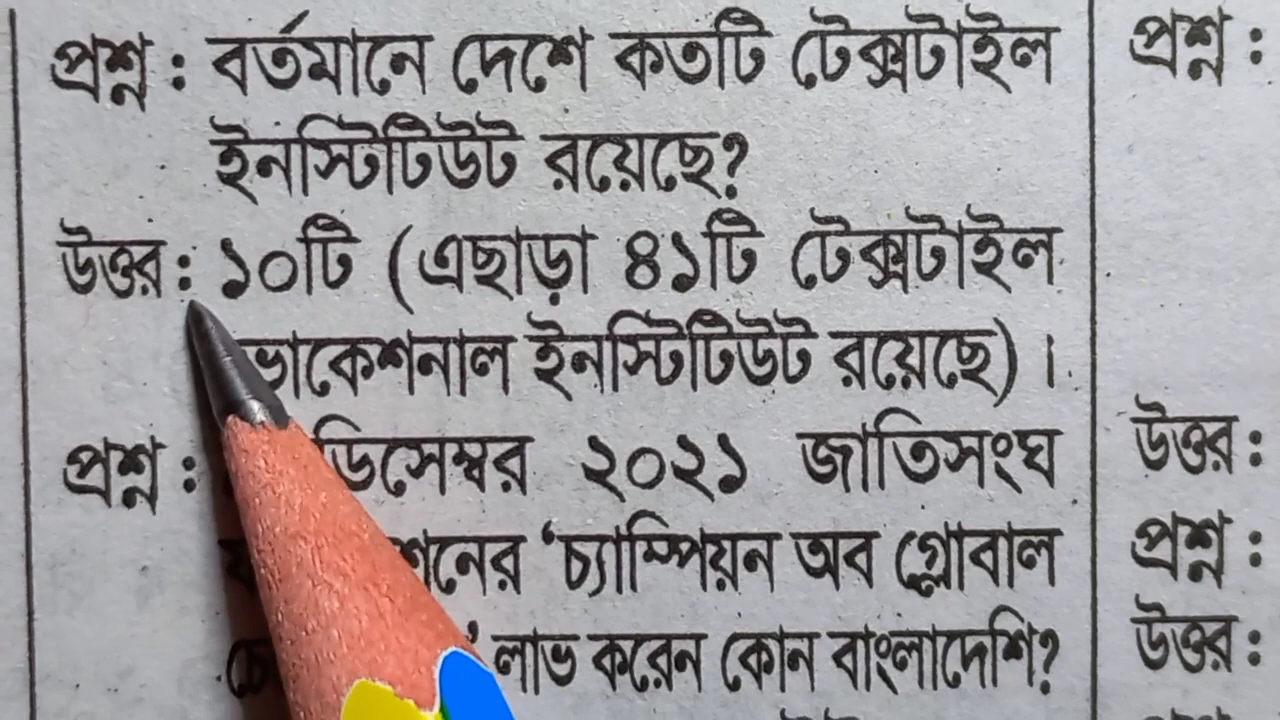 প্রশ্ন : বর্তমানে দেশে কতটি টেক্সটাইল
ইনস্টিটিউট রয়েছে?
উত্তর : ১০টি (এছাড়া ৪১টি টেক্সটাইল
ভোকেশনাল ইনস্টিটিউট রয়েছে)।
প্রশ্ন : ডিসেম্বর ২০২১ জাতিসংঘ
‘চ্যাম্পিয়ন অব গ্লোবাল
লাভ করেন কোন বাংলাদেশি?
প্রশ্ন :
উত্তর :
প্রশ্ন :
উত্তর :